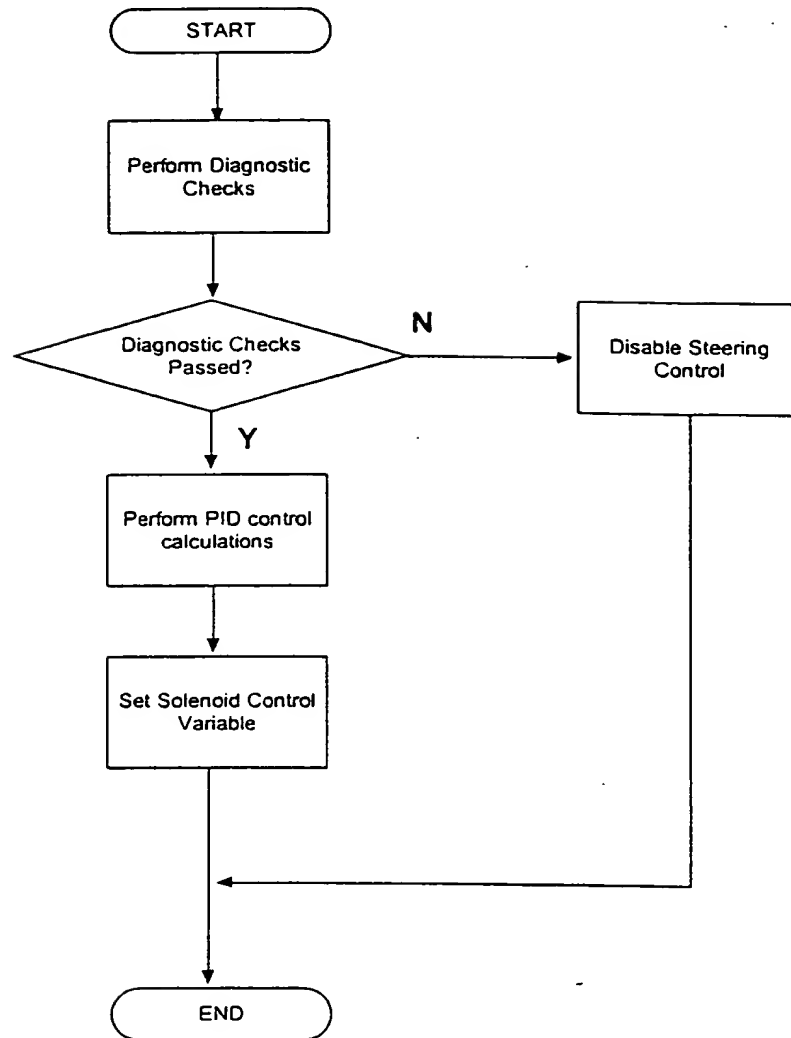 START
Perform Diagnostic
Checks
Diagnostic Checks
Passed?
N
Disable Steering
Control
Y
Perform PID control
calculations
Set Solenoid Control
Variable
END